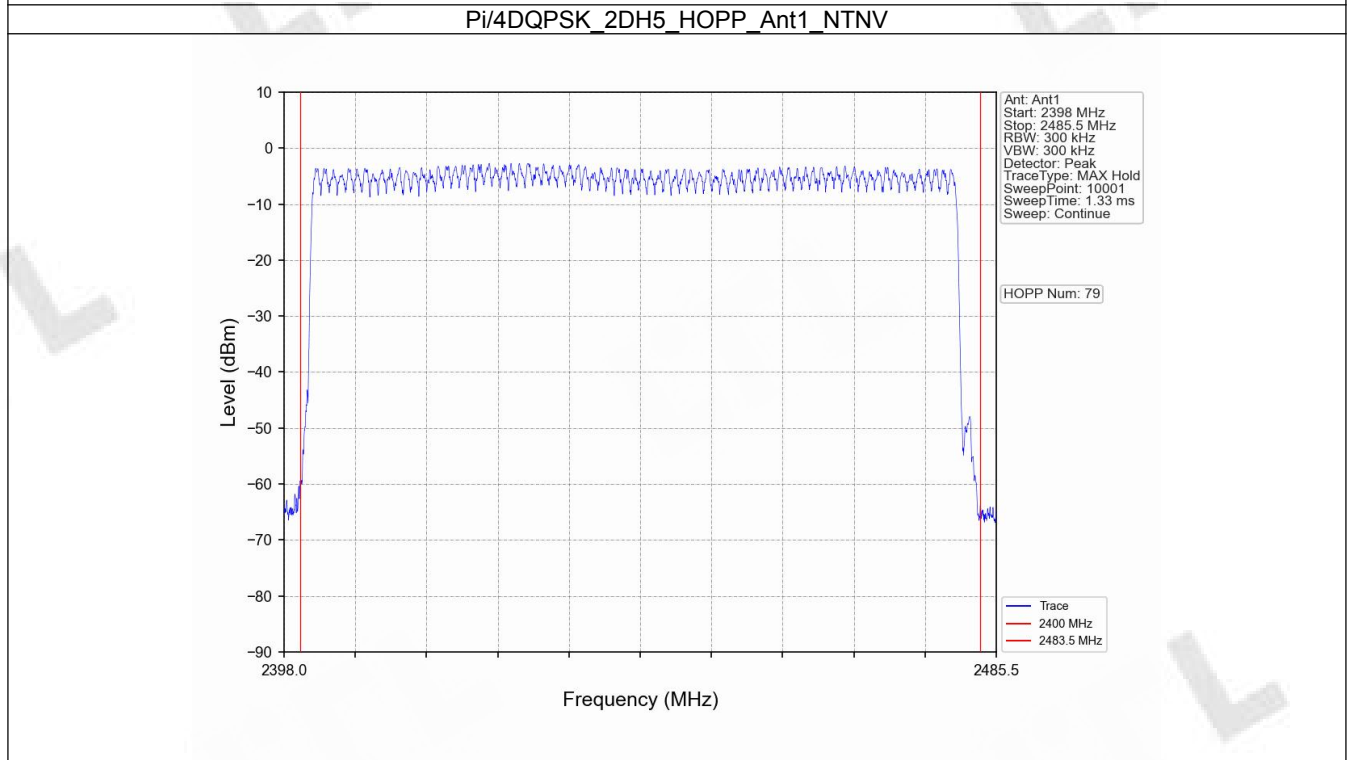 Pi/4DQPSK_2DH5_HOPP_Ant1_NTNV
10
0
−10
−20
−30
−40
−50
−60
−70
−80
−90
Level (dBm)
2398.0
2485.5
Frequency (MHz)
Ant: Ant1
Start: 2398 MHz
Stop: 2485.5 MHz
RBW: 300 kHz
VBW: 300 kHz
Detector: Peak
TraceType: MAX Hold
SweepPoint: 10001
SweepTime: 1.33 ms
Sweep: Continue
HOPP Num: 79
Trace
2400 MHz
2483.5 MHz